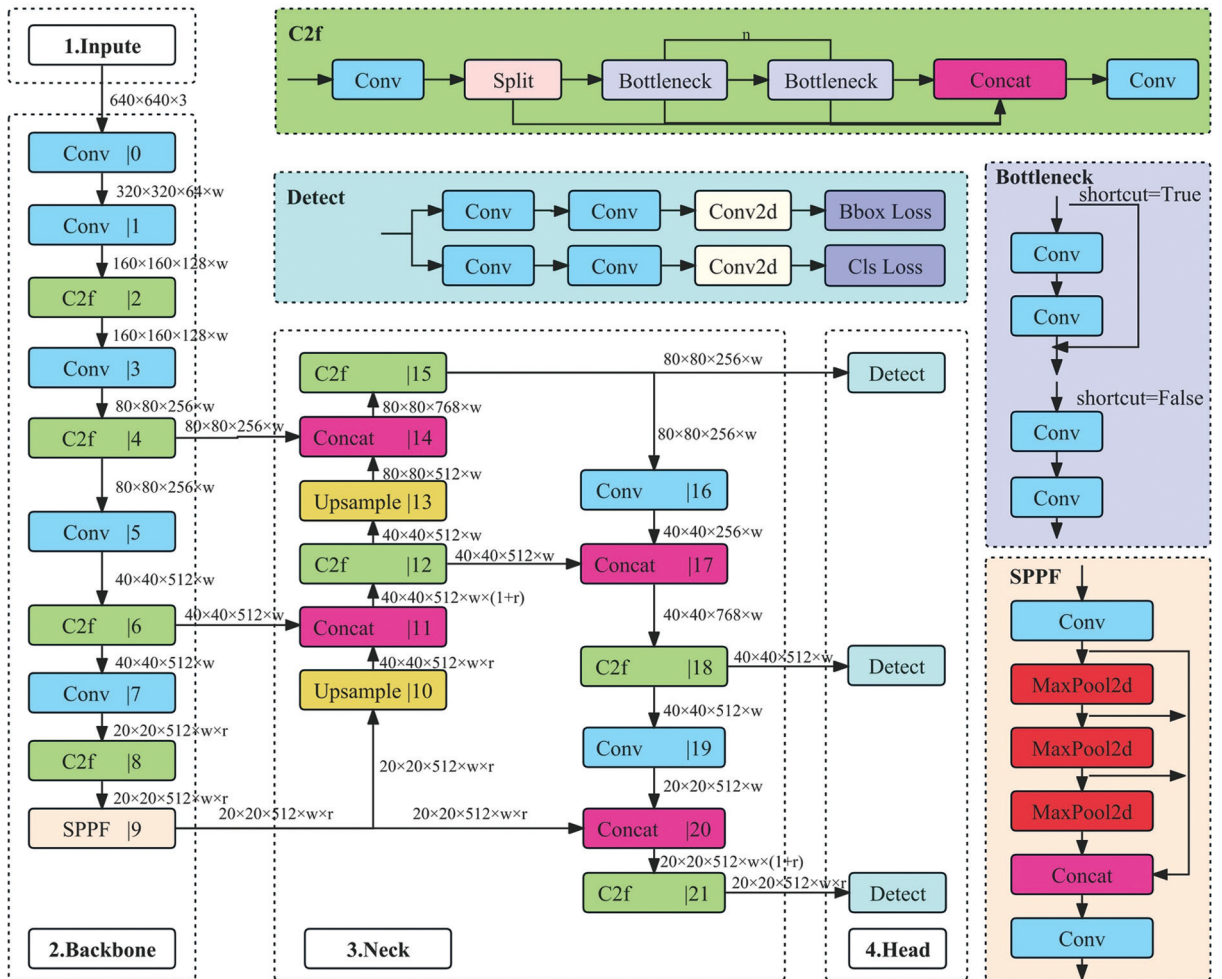 1.Inpute
640×640×3
Conv |0
320×320×64×w
Conv |1
160×160×128×w
C2f |2
160×160×128×w
Conv |3
80×80×256×w
C2f |4
80×80×256×w
80×80×256×w
Conv |5
40×40×512×w
C2f |6
40×40×512×w
40×40×512×w
Conv |7
20×20×512×w×r
C2f |8
20×20×512×w×r
SPPF |9
20×20×512×w×r
2.Backbone
C2f
n
Conv
Split
Bottleneck
Bottleneck
Concat
Conv
Detect
Conv
Conv
Conv2d
Bbox Loss
Conv
Conv
Conv2d
Cls Loss
C2f |15
80×80×256×w
80×80×768×w
Concat |14
80×80×512×w
Upsample |13
40×40×512×w
C2f |12
40×40×512×w
40×40×512×w×(1+r)
Concat |11
40×40×512×w×r
Upsample |10
20×20×512×w×r
20×20×512×w×r
80×80×256×w
Conv |16
40×40×256×w
Concat |17
40×40×768×w
C2f |18
40×40×512×w
40×40×512×w
Conv |19
20×20×512×w
Concat |20
20×20×512×w×(1+r)
C2f |21
20×20×512×w×r
3.Neck
Detect
Detect
Detect
4.Head
Bottleneck
shortcut=True
Conv
Conv
shortcut=False
Conv
Conv
SPPF
Conv
MaxPool2d
MaxPool2d
MaxPool2d
Concat
Conv